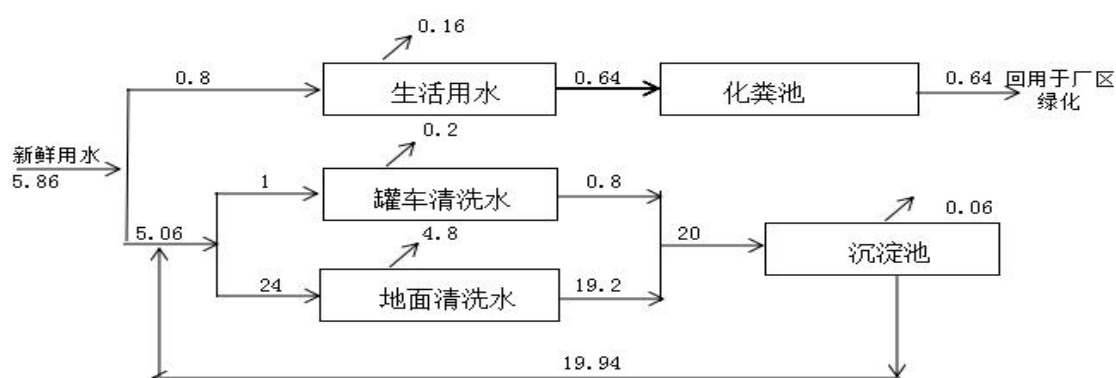 0.16
0.8
生活用水
0.64
化粪池
0.64
回用于厂区
绿化
新鲜用水
5.86
0.2
1
罐车清洗水
0.8
5.06
4.8
20
0.06
沉淀池
24
地面清洗水
19.2
19.94